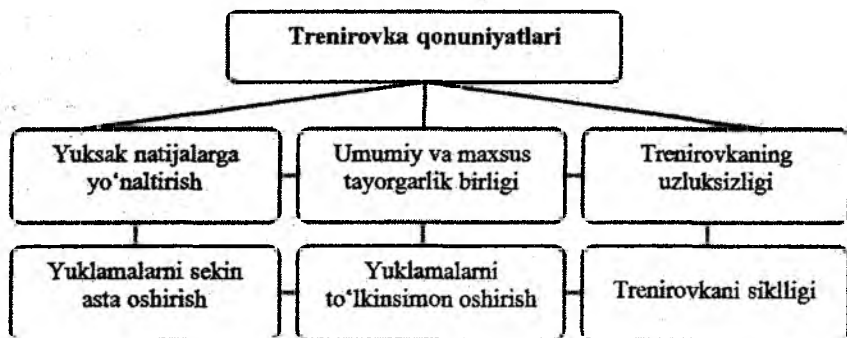 Trenirovka qonuniyatlari
Yuksak natijalarga
yo‘naltirish
Umumiy va maxsus
tayorgarlik birligi
Trenirovkaning
uzluksizligi
Yuklamalarni sekin
asta oshirish
Yuklamalarni
to‘lkinsimon oshirish
Trenirovkani siklligi